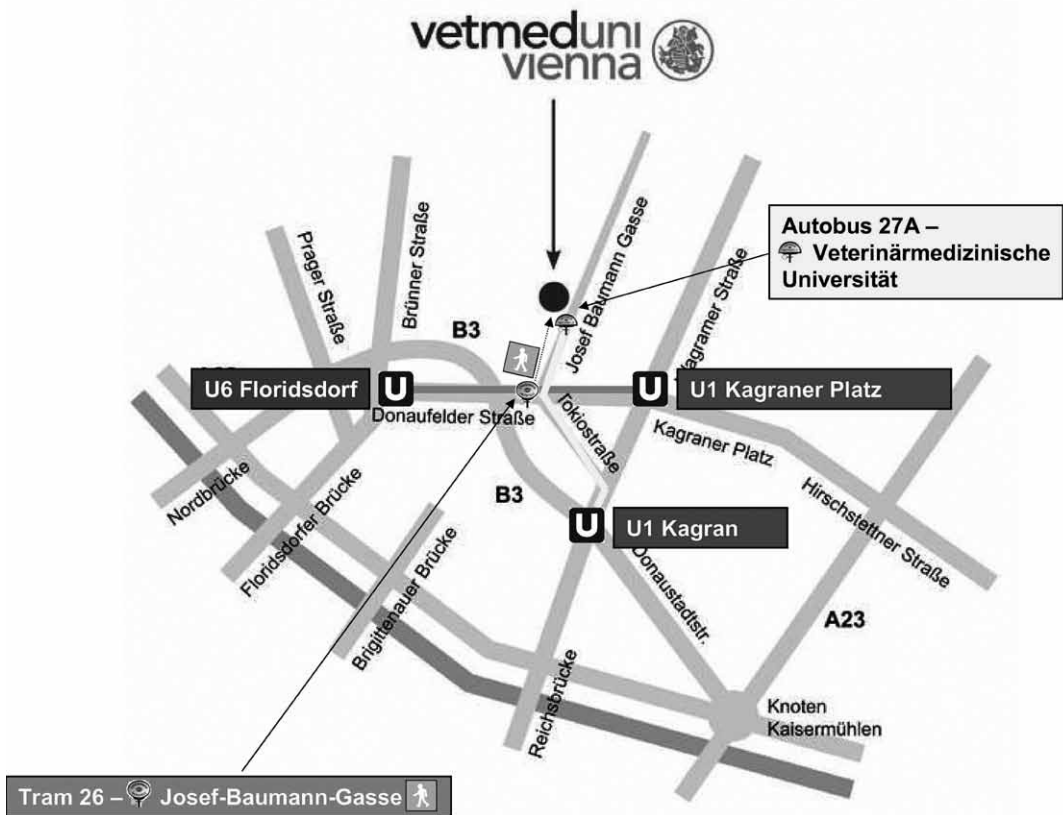 vetmeduni
vienna
Autobus 27A –
Veterinärmedizinische
Universität
Prager Straße
Brünner Straße
Josef Baumann Gasse
Wagramer Straße
B3
U6 Floridsdorf
U
U
U1 Kagraner Platz
Donaufelder Straße
Tokiostraße
Kagraner Platz
Nordbrücke
Floridsdorfer Brücke
Brigittenauer Brücke
B3
U
U1 Kagran
Hirschstettner Straße
Donaustadtstr.
A23
Reichsbrücke
Knoten
Kaisermühlen
Tram 26 – Josef-Baumann-Gasse